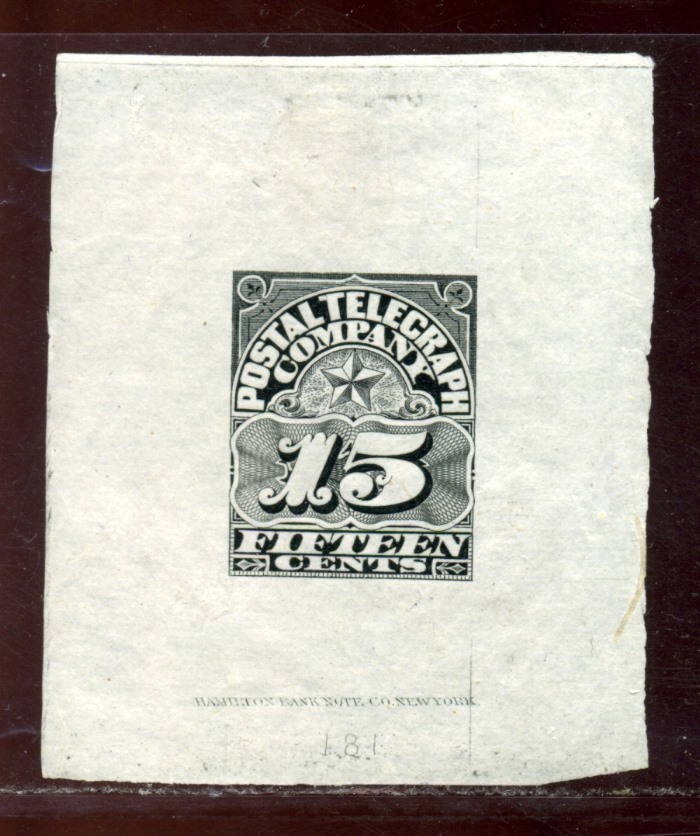 POSTAL TELEGRAPH
COMPANY
15
FIFTEEN
CENTS
HAMILTON BANK NOTE CO. NEW YORK.
181